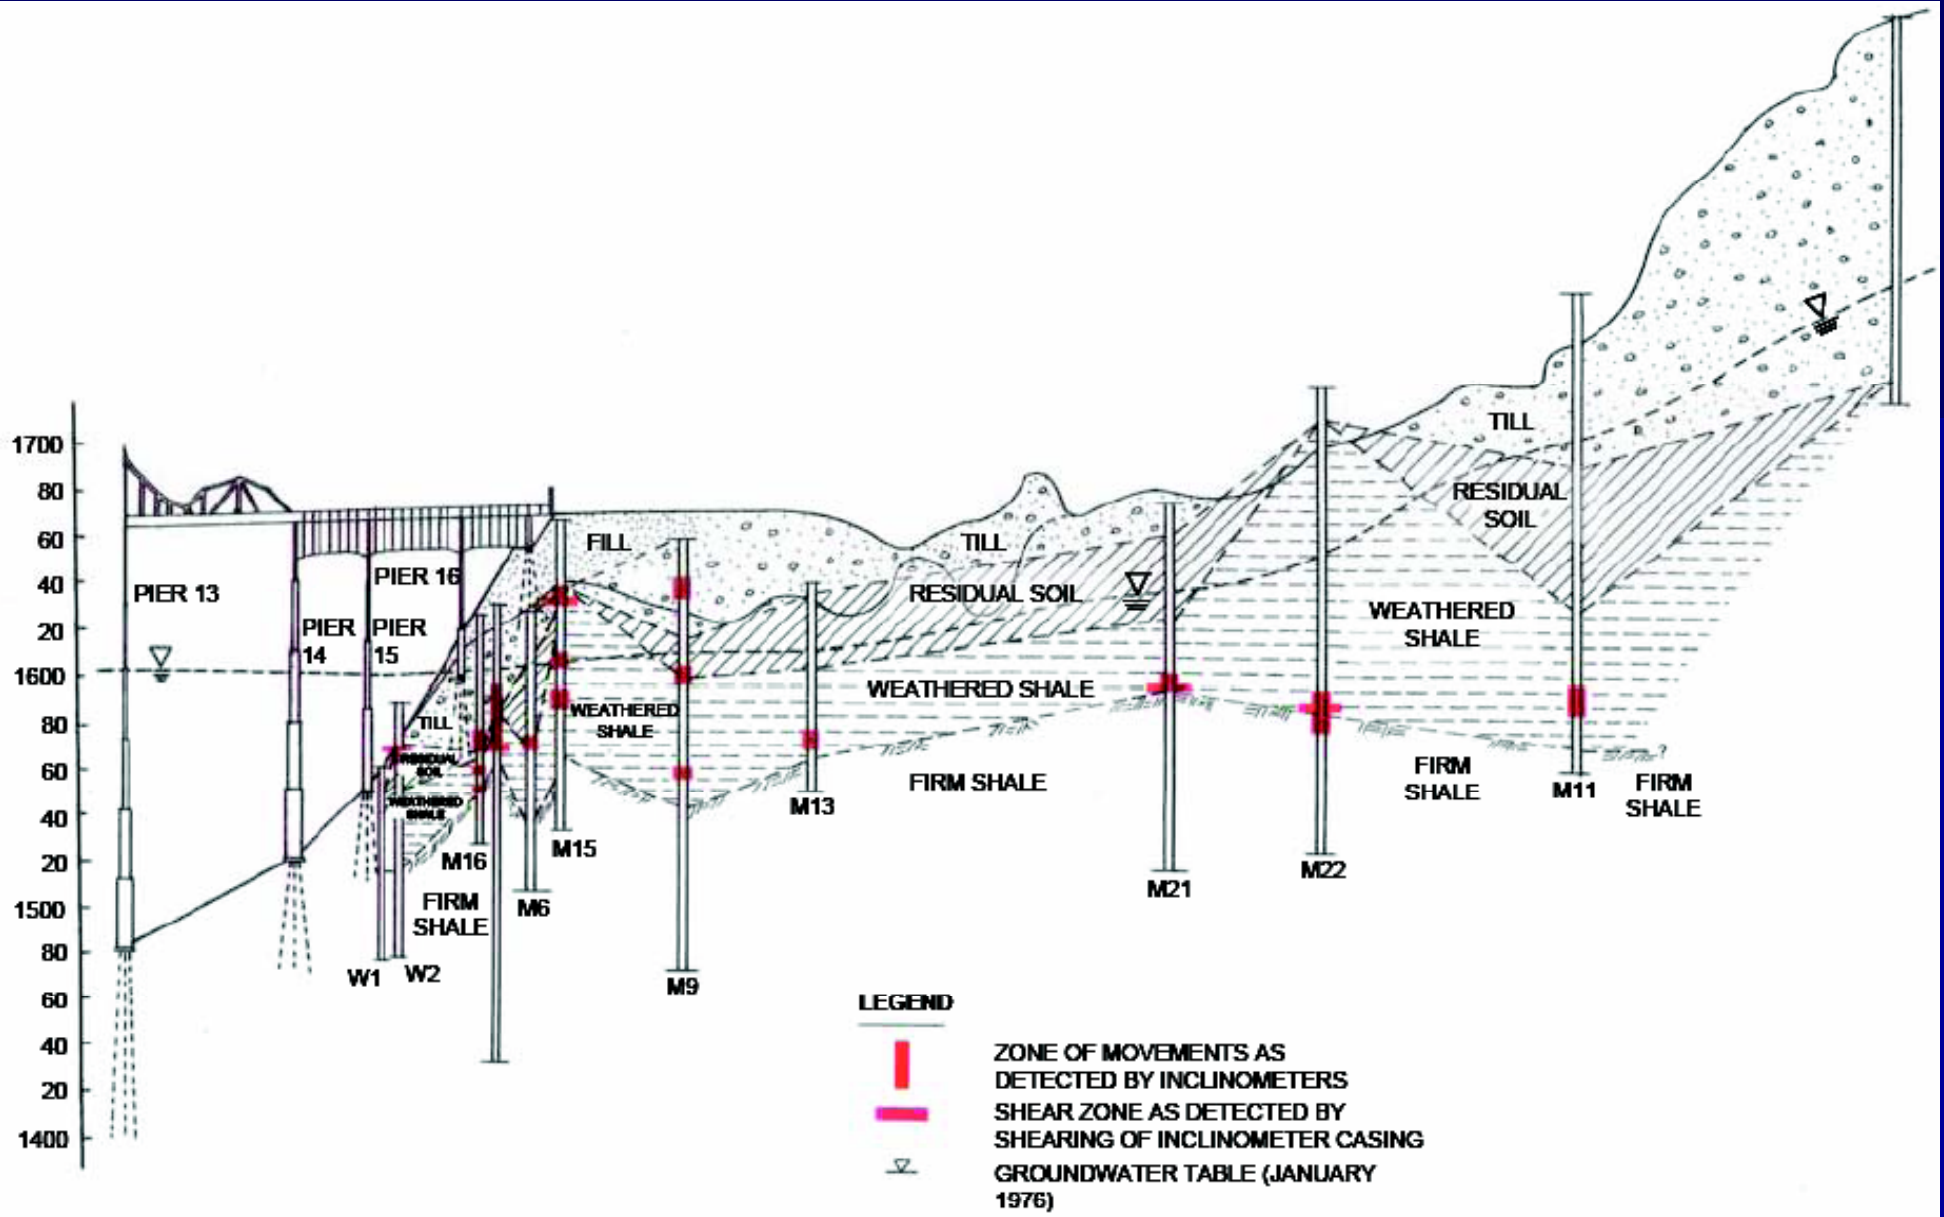 1700
80
60
40
20
1600
80
60
40
20
1500
80
60
40
20
1400
PIER 13
PIER
14
PIER
15
PIER 16
FILL
TILL
TILL
RESIDUAL
SOIL
RESIDUAL SOIL
WEATHERED
SHALE
WEATHERED SHALE
WEATHERED
SHALE
TILL
RESIDUAL
SOIL
WEATHERED
SHALE
FIRM SHALE
FIRM
SHALE
FIRM
SHALE
?
FIRM
SHALE
M16
M15
M6
M13
M21
M22
M11
W1
W2
M9
LEGEND
ZONE OF MOVEMENTS AS
DETECTED BY INCLINOMETERS
SHEAR ZONE AS DETECTED BY
SHEARING OF INCLINOMETER CASING
GROUNDWATER TABLE (JANUARY
1976)